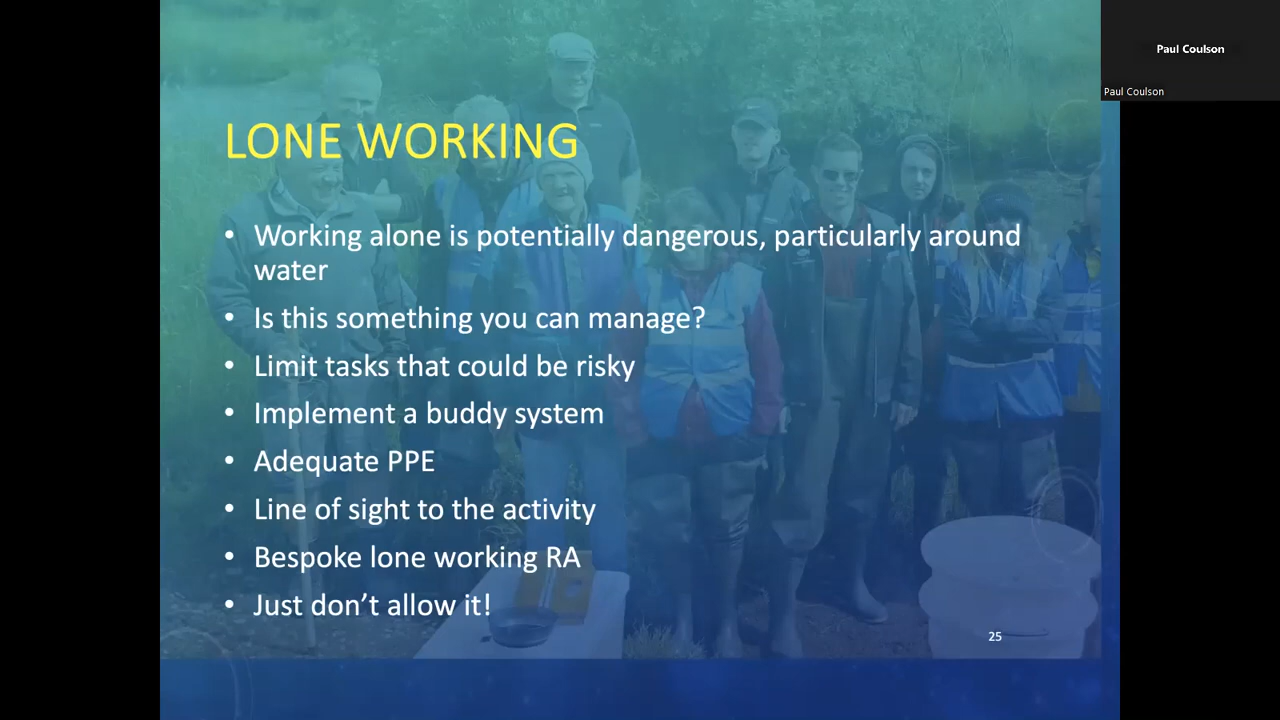 Paul Coulson
Paul Coulson
LONE WORKING
• Working alone is potentially dangerous, particularly around
water
• Is this something you can manage?
• Limit tasks that could be risky
• Implement a buddy system
• Adequate PPE
• Line of sight to the activity
• Bespoke lone working RA
• Just don’t allow it!
25